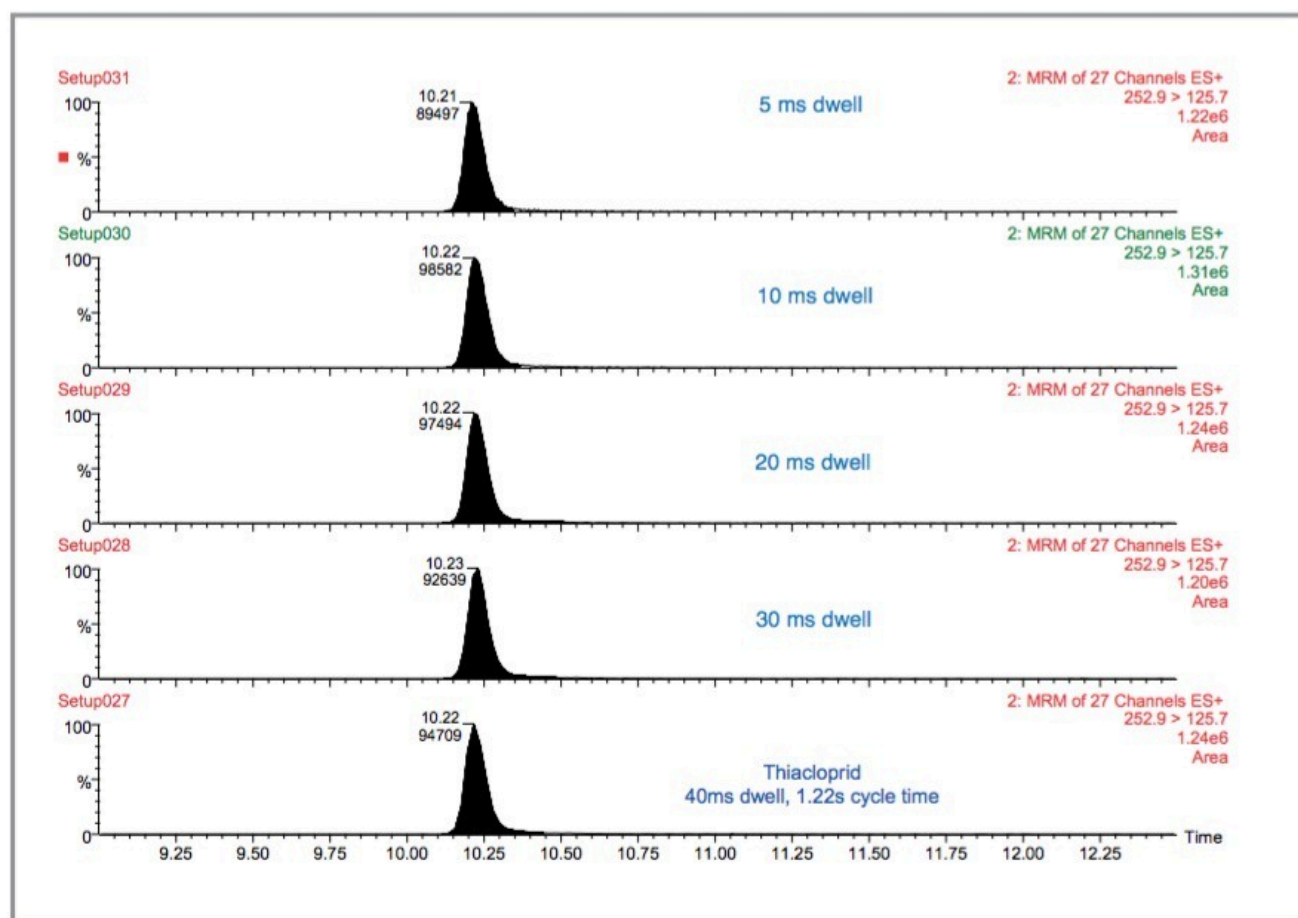 Setup031
2: MRM of 27 Channels ES+
252.9 > 125.7
1.22e6
Area
100
%
0
10.21
89497
5 ms dwell
Setup030
2: MRM of 27 Channels ES+
252.9 > 125.7
1.31e6
Area
100
%
0
10.22
98582
10 ms dwell
Setup029
2: MRM of 27 Channels ES+
252.9 > 125.7
1.24e6
Area
100
%
0
10.22
97494
20 ms dwell
Setup028
2: MRM of 27 Channels ES+
252.9 > 125.7
1.20e6
Area
100
%
0
10.23
92639
30 ms dwell
Setup027
2: MRM of 27 Channels ES+
252.9 > 125.7
1.24e6
Area
100
%
0
10.22
94709
Thiacloprid
40ms dwell, 1.22s cycle time
Time
9.25 9.50 9.75 10.00 10.25 10.50 10.75 11.00 11.25 11.50 11.75 12.00 12.25